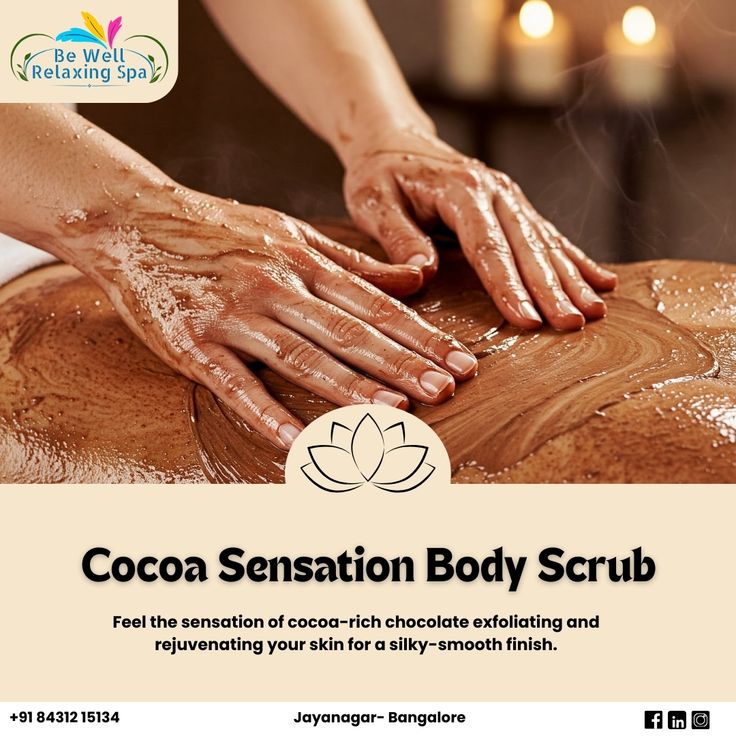 Be Well
Relaxing Spa
Cocoa Sensation Body Scrub
Feel the sensation of cocoa-rich chocolate exfoliating and
rejuvenating your skin for a silky-smooth finish.
+91 84312 15134
Jayanagar- Bangalore